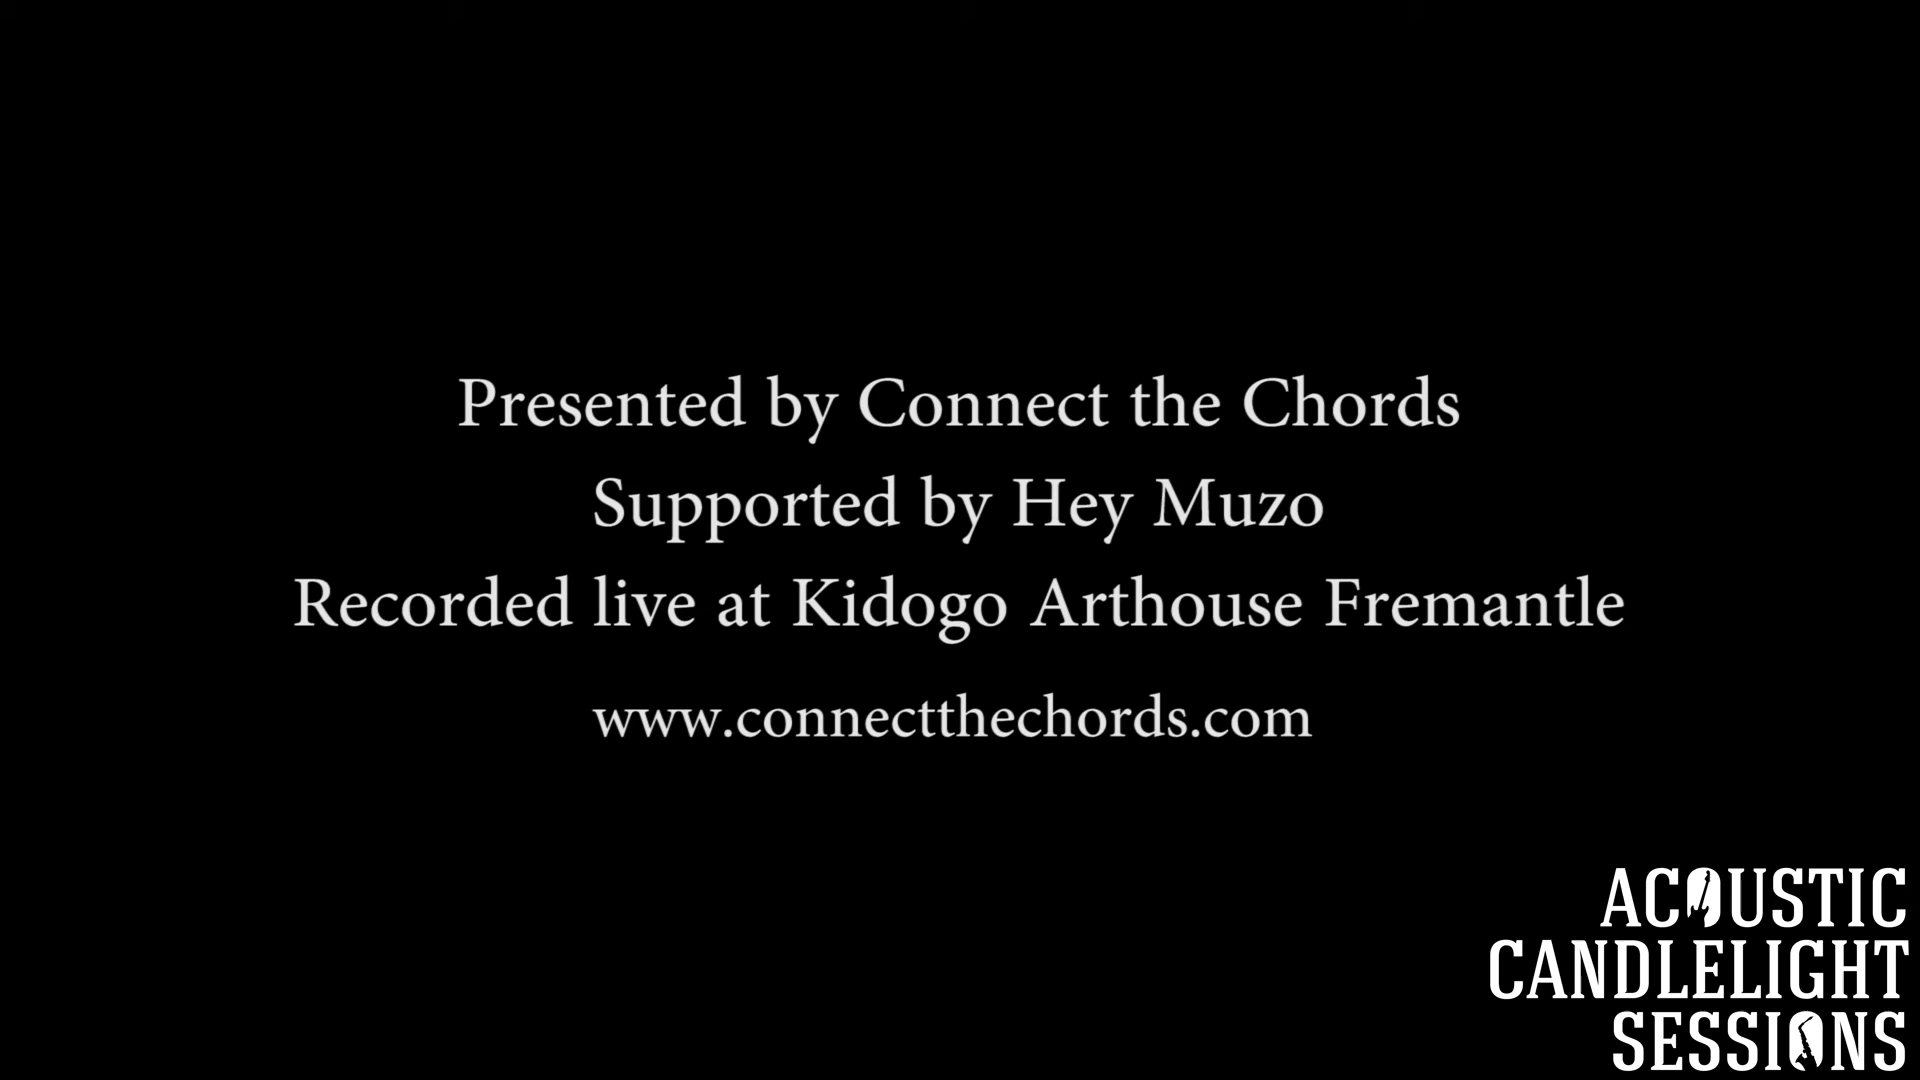 Presented by Connect the Chords
Supported by Hey Muzo
Recorded live at Kidogo Arthouse Fremantle
www.connectthechords.com
ACOUSTIC
CANDLELIGHT
SESSIONS